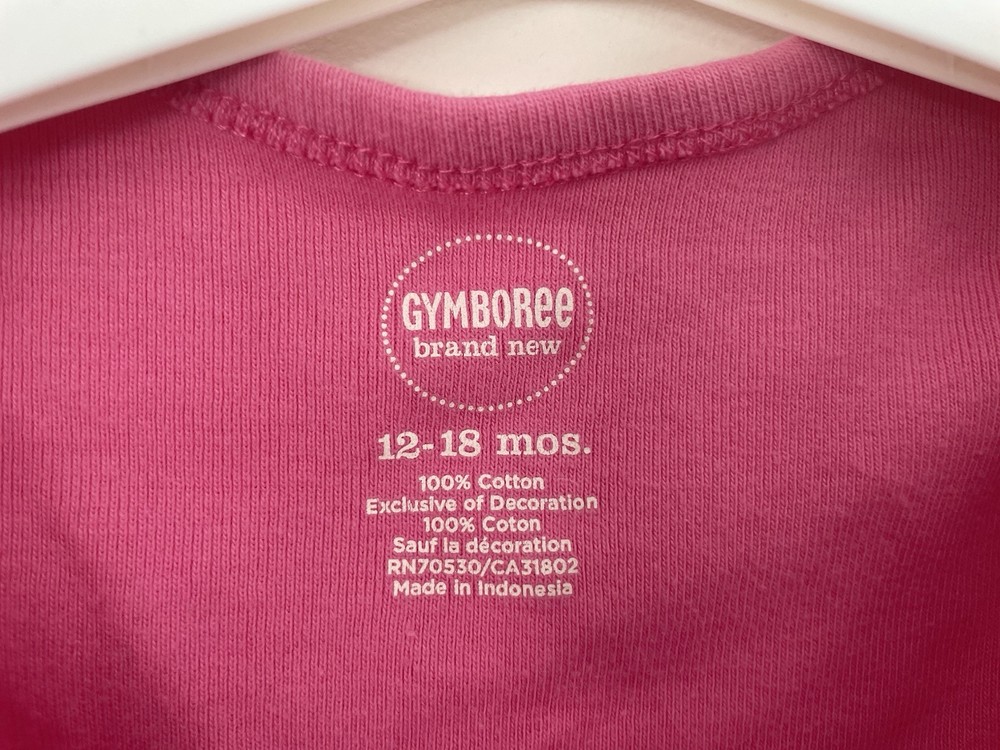 GYMBOREE
brand new
12-18 mos.
100% Cotton
Exclusive of Decoration
100% Coton
Sauf la décoration
RN70530/CA31802
Made in Indonesia